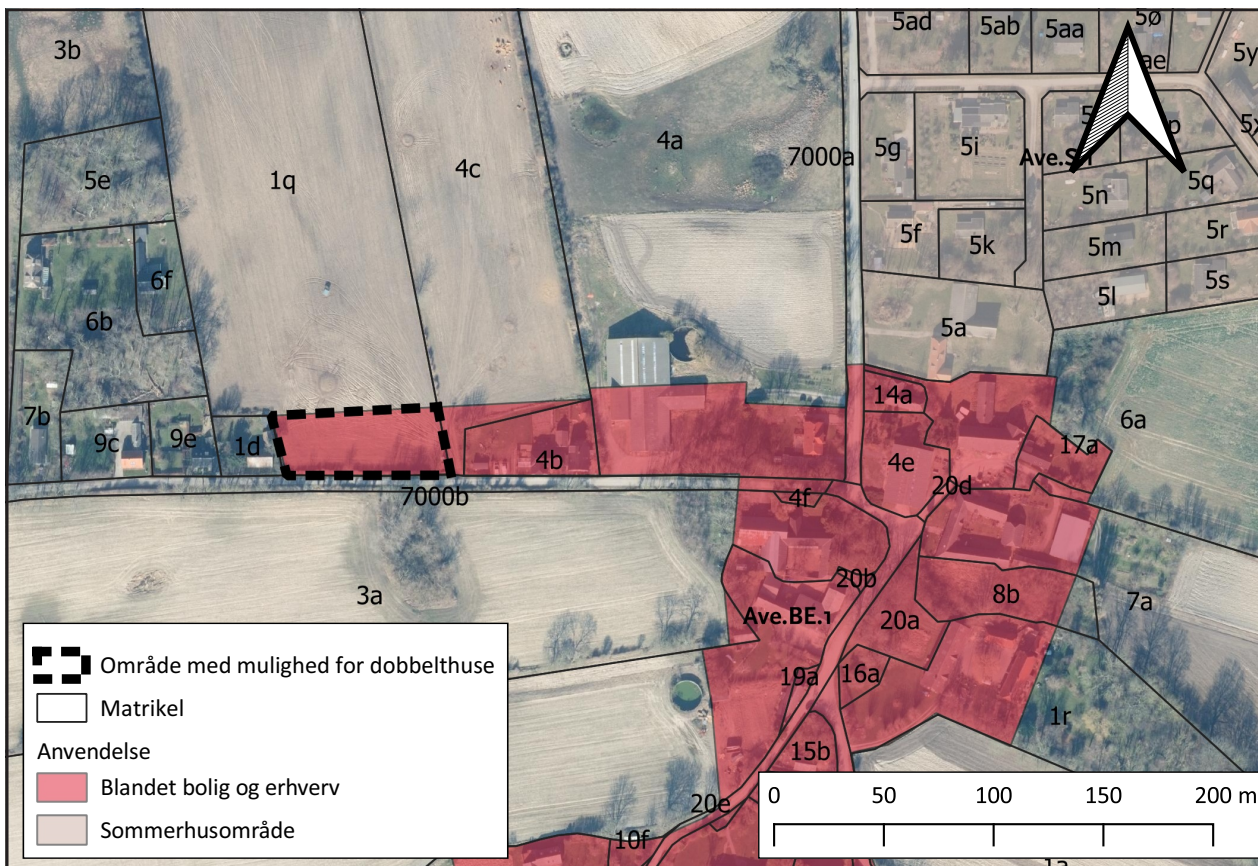 5ad 5ab 5aa 5ø
3b ae 5y
4a 7000a 5g 5i p
4c
5e 1q Ave.S.1 5n 5q
5f 5k 5m 5r
6f 5l 5s
6b 5a
7b 14a
9c 9e 1d 4b 4e 17a 6a
7000b 4f 20d
3a 20b 8b 7a
Ave.BE.1 20a
19a 16a
1r
15b
20e
10f
1a
Område med mulighed for dobbelthuse
Matrikel
Anvendelse
Blandet bolig og erhverv
Sommerhusområde
0 50 100 150 200 m